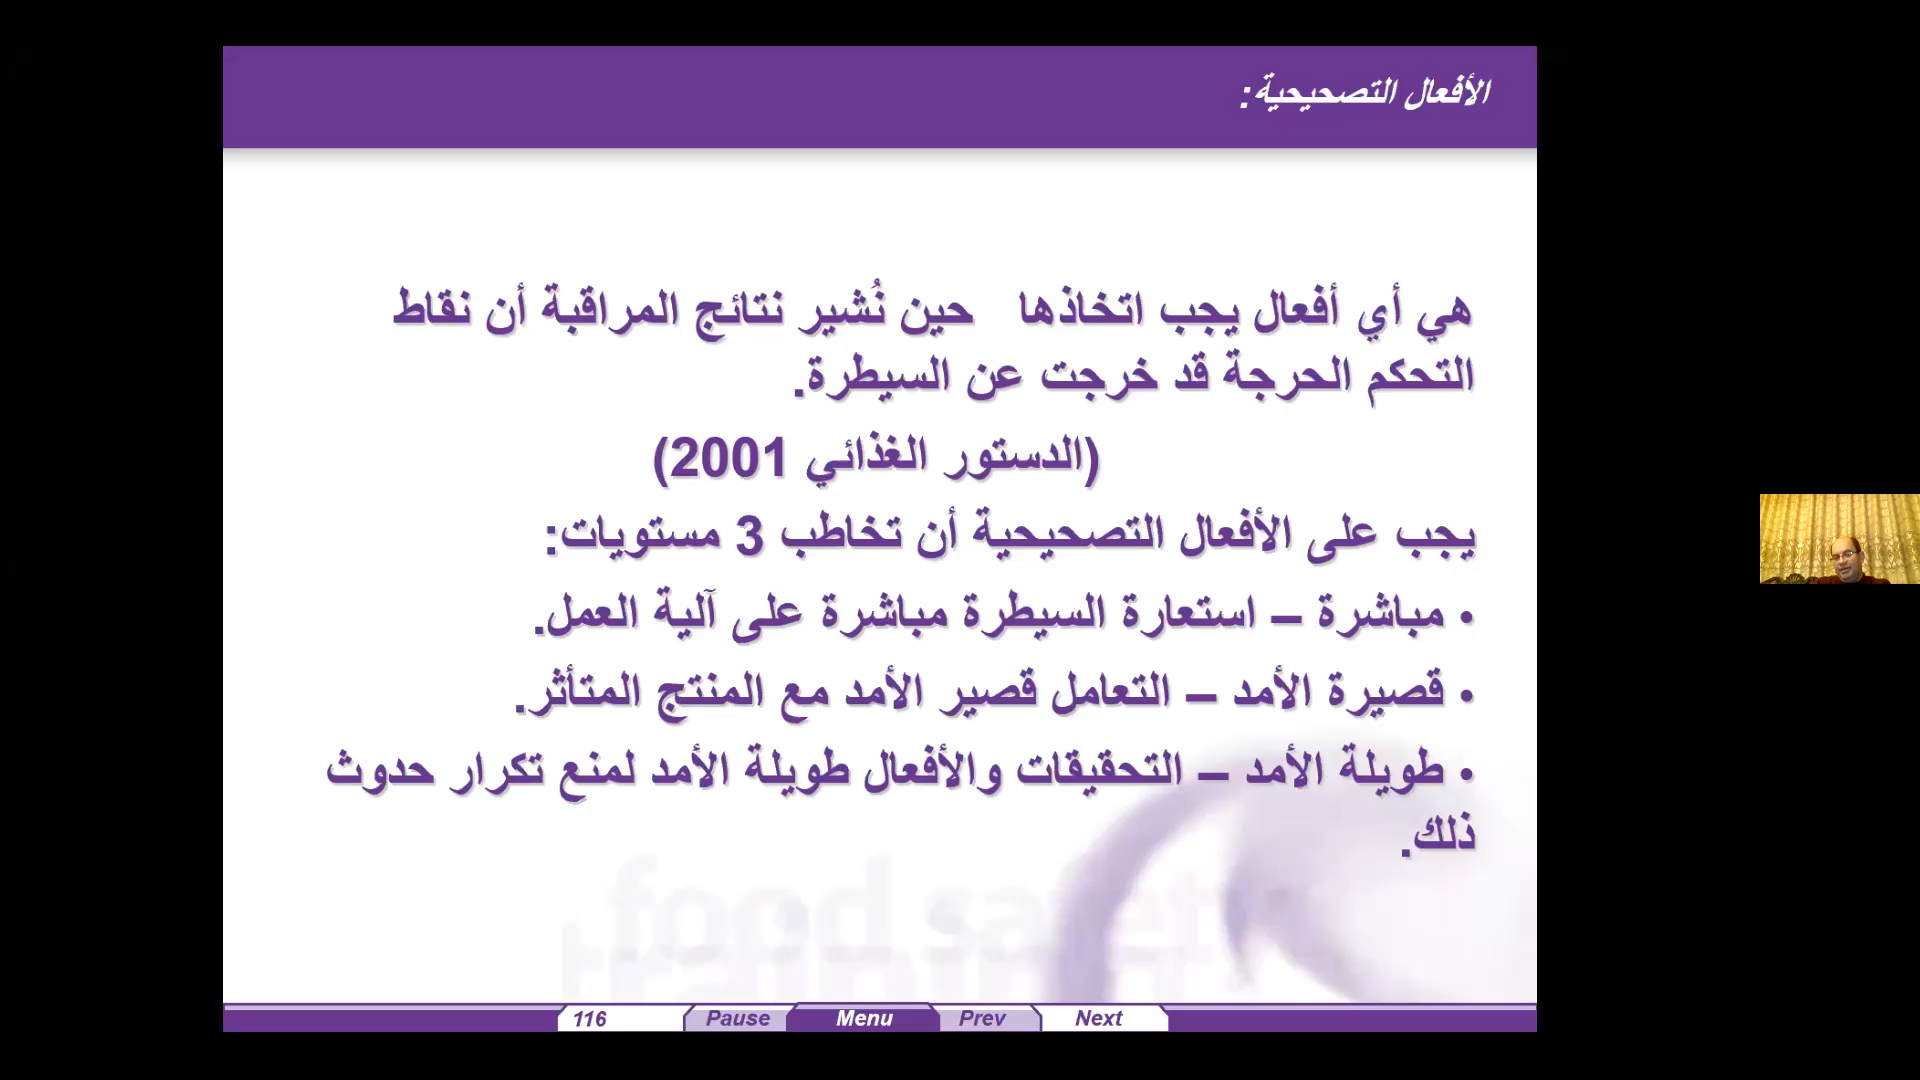 الأفعال التصحيحية:
هي أي أفعال يجب اتخاذها حين نُشير نتائج المراقبة أن نقاط
التحكم الحرجة قد خرجت عن السيطرة.
(الدستور الغذائي 2001)
يجب على الأفعال التصحيحية أن تخاطب 3 مستويات:
• مباشرة – استعارة السيطرة مباشرة على آلية العمل.
• قصيرة الأمد – التعامل قصير الأمد مع المنتج المتأثر.
• طويلة الأمد – التحقيقات والأفعال طويلة الأمد لمنع تكرار حدوث
ذلك.
food safety
training
116 Pause Menu Prev Next